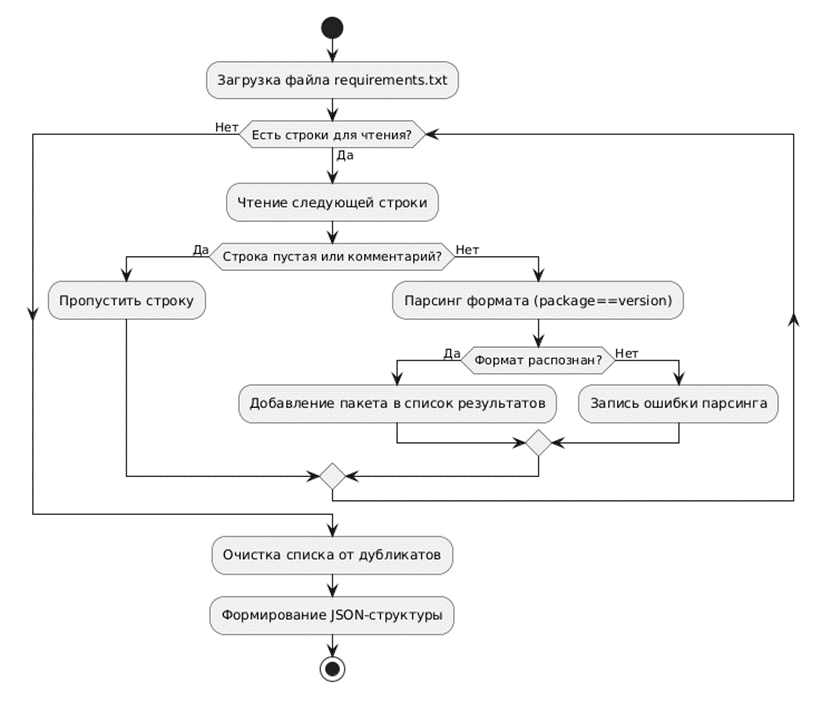 Загрузка файла requirements.txt
Нет
Есть строки для чтения?
Да
Чтение следующей строки
Да
Строка пустая или комментарий?
Нет
Пропустить строку
Парсинг формата (package==version)
Да
Формат распознан?
Нет
Добавление пакета в список результатов
Запись ошибки парсинга
Очистка списка от дубликатов
Формирование JSON-структуры